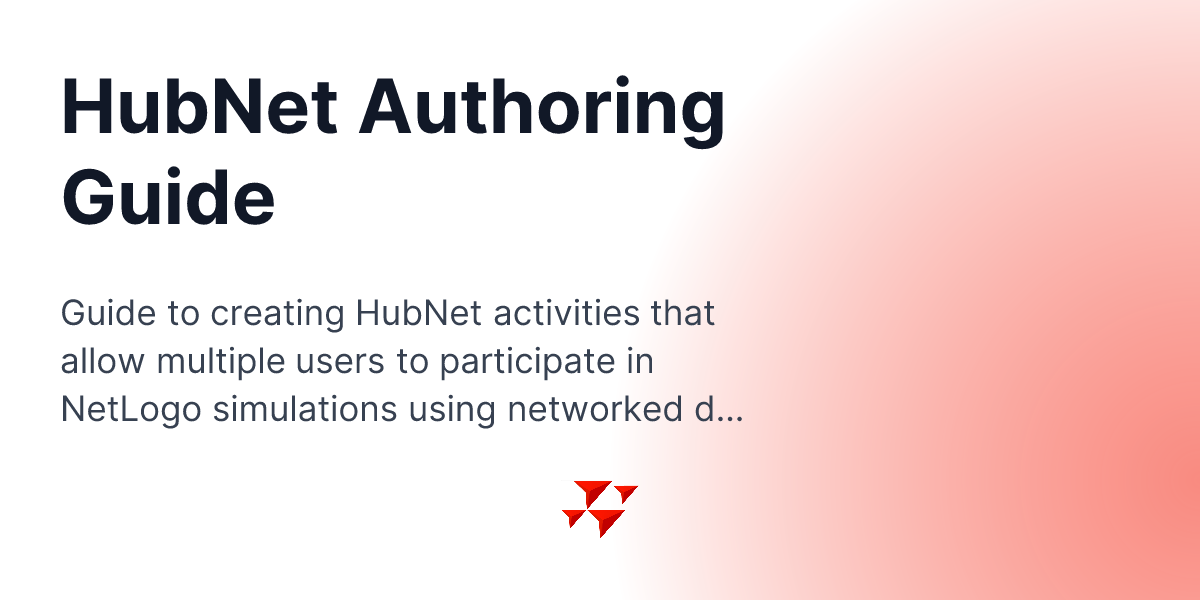 HubNet Authoring
Guide
Guide to creating HubNet activities that
allow multiple users to participate in
NetLogo simulations using networked d...